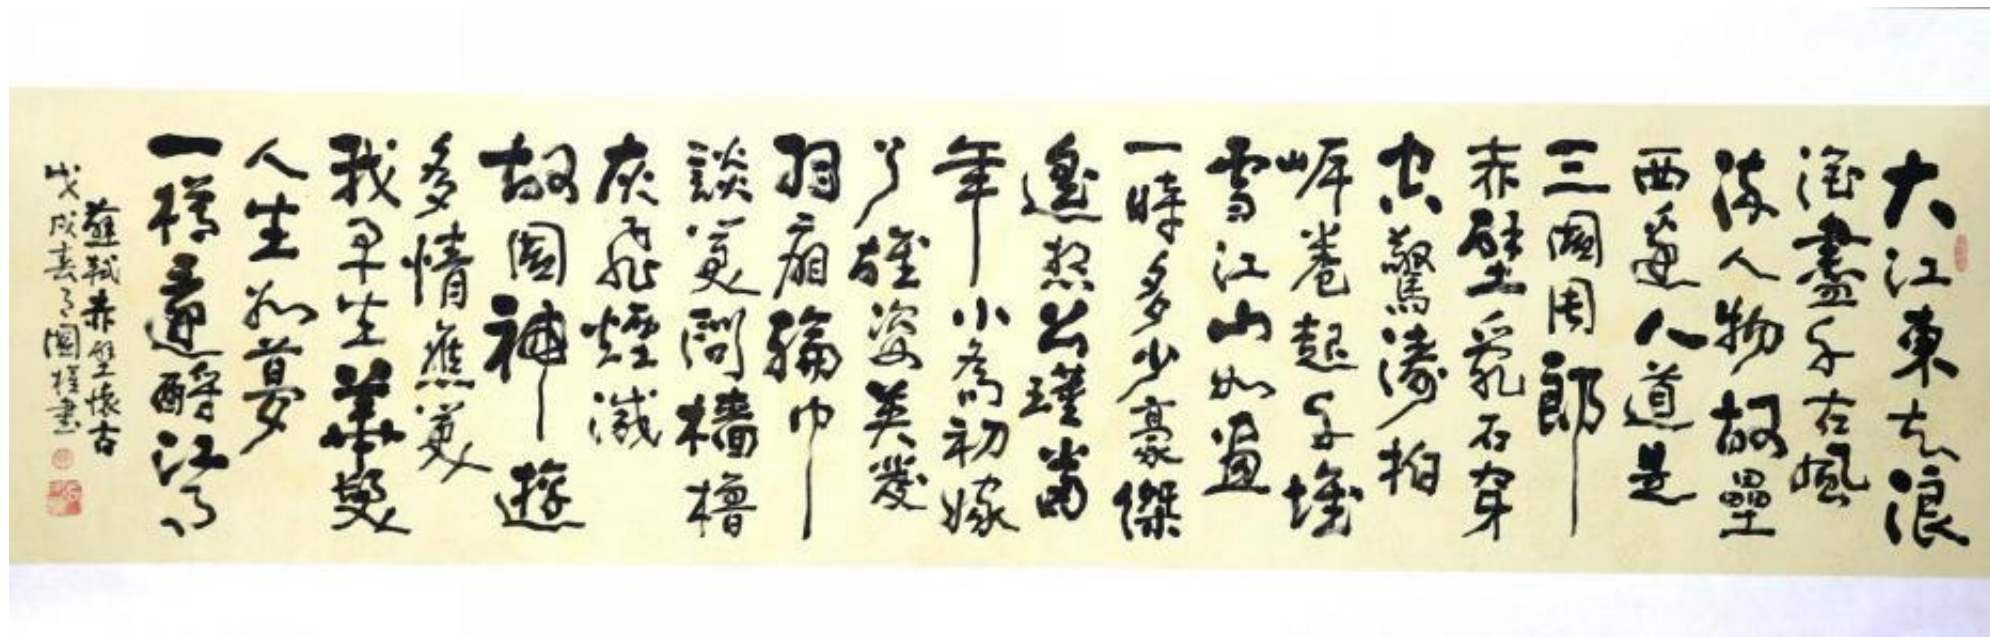 大江東去浪
淘盡千古風
流人物故壘
西邊人道是
三國周郎
赤壁亂石穿
空驚濤拍
岸卷起千堆
雪江山如畫
一時多少豪傑
遙想公瑾當
年小喬初嫁
了雄姿英發
羽扇綸巾
談笑間檣櫓
灰飛煙滅
故國神遊
多情應笑
我早生華髮
人生如夢
一樽還酹江月
蘇軾赤壁懷古
戊戌春月國 書